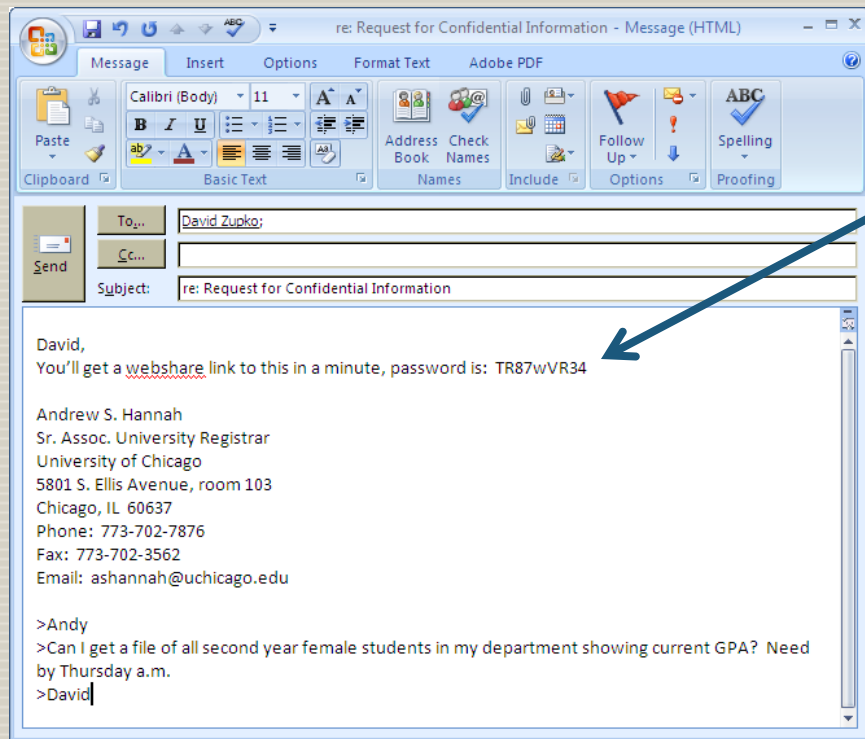 ABC
re: Request for Confidential Information - Message (HTML)
Message Insert Options Format Text Adobe PDF
Calibri (Body) 11 A A
B I U
ab A
Paste
Address Book
Check Names
Follow Up
ABC
Spelling
Clipboard Basic Text Names Include Options Proofing
To...
David Zupko;
Cc...
Send
Subject: re: Request for Confidential Information
David,
You'll get a webshare link to this in a minute, password is: TR87wVR34
Andrew S. Hannah
Sr. Assoc. University Registrar
University of Chicago
5801 S. Ellis Avenue, room 103
Chicago, IL 60637
Phone: 773-702-7876
Fax: 773-702-3562
Email: ashannah@uchicago.edu
>Andy
>Can I get a file of all second year female students in my department showing current GPA? Need
by Thursday a.m.
>David